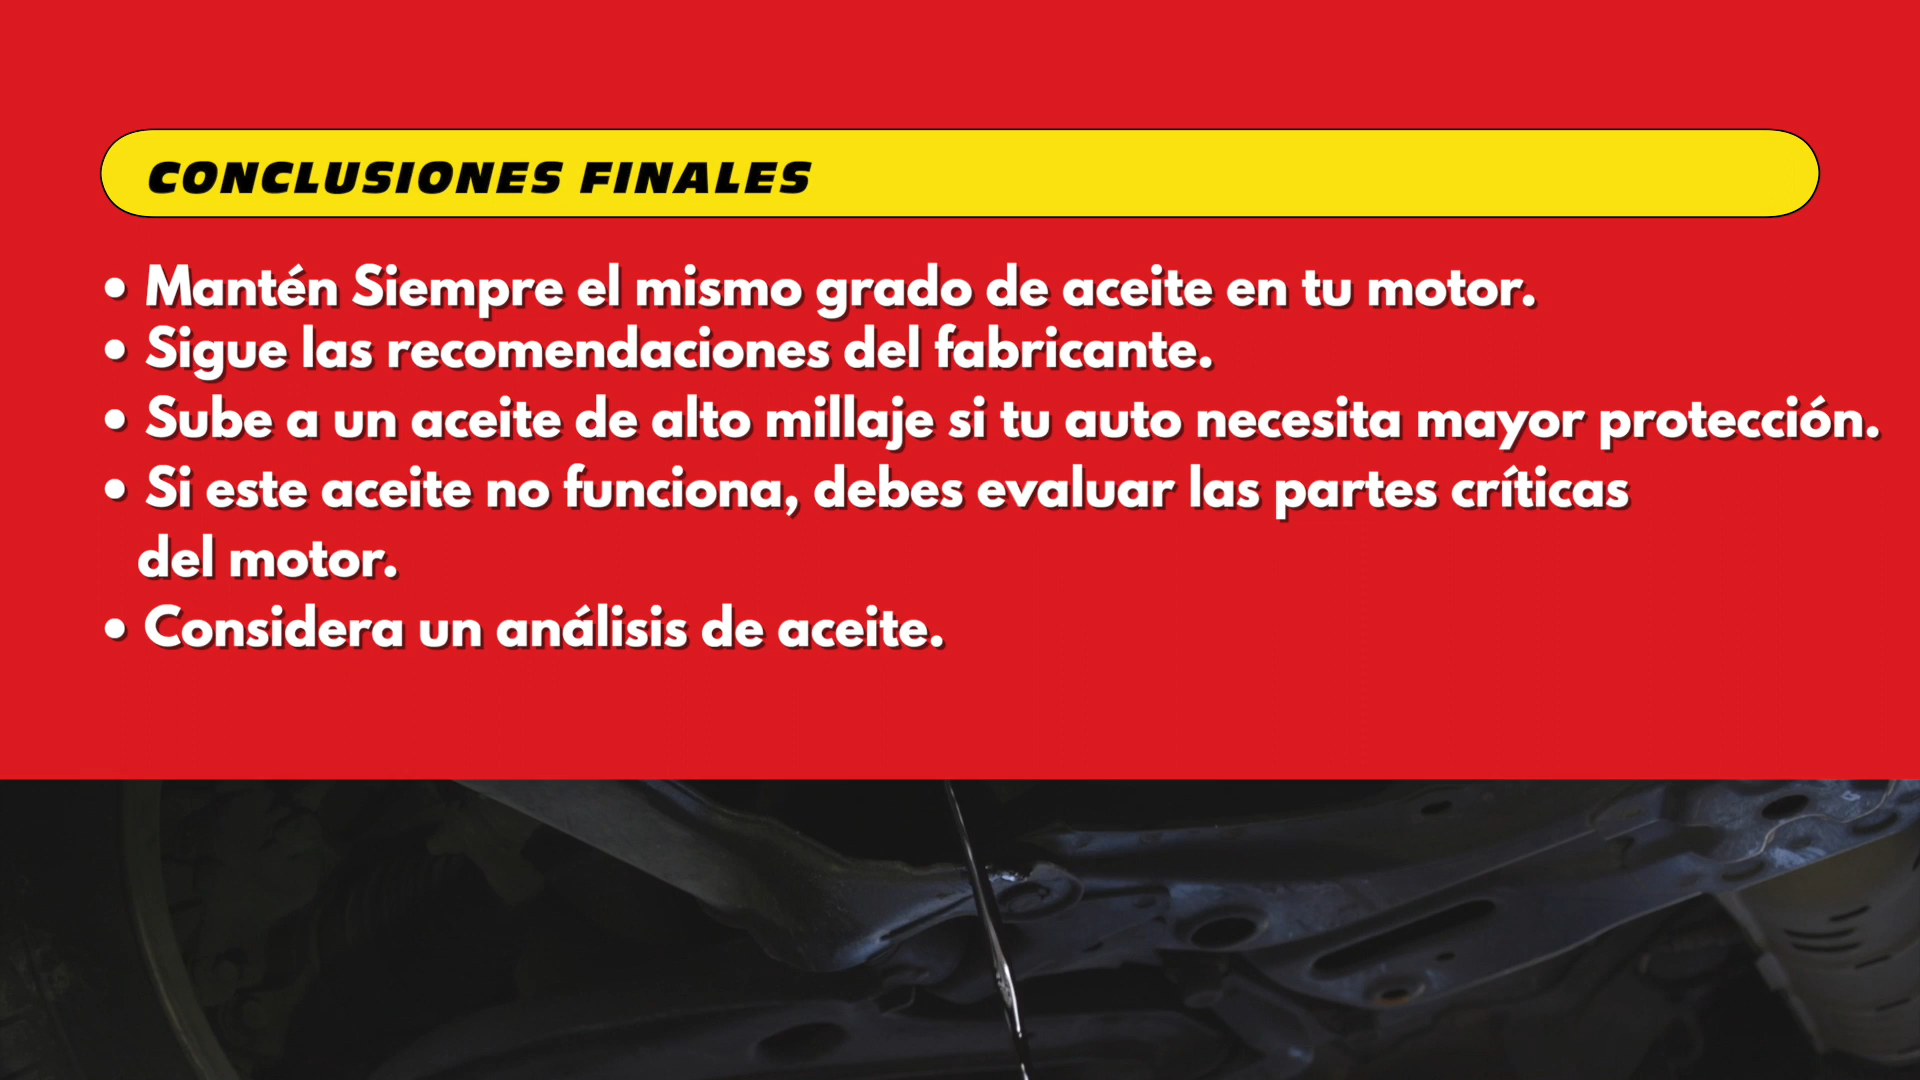 CONCLUSIONES FINALES
• Mantén Siempre el mismo grado de aceite en tu motor.
• Sigue las recomendaciones del fabricante.
• Sube a un aceite de alto millaje si tu auto necesita mayor protección.
• Si este aceite no funciona, debes evaluar las partes críticas
del motor.
• Considera un análisis de aceite.